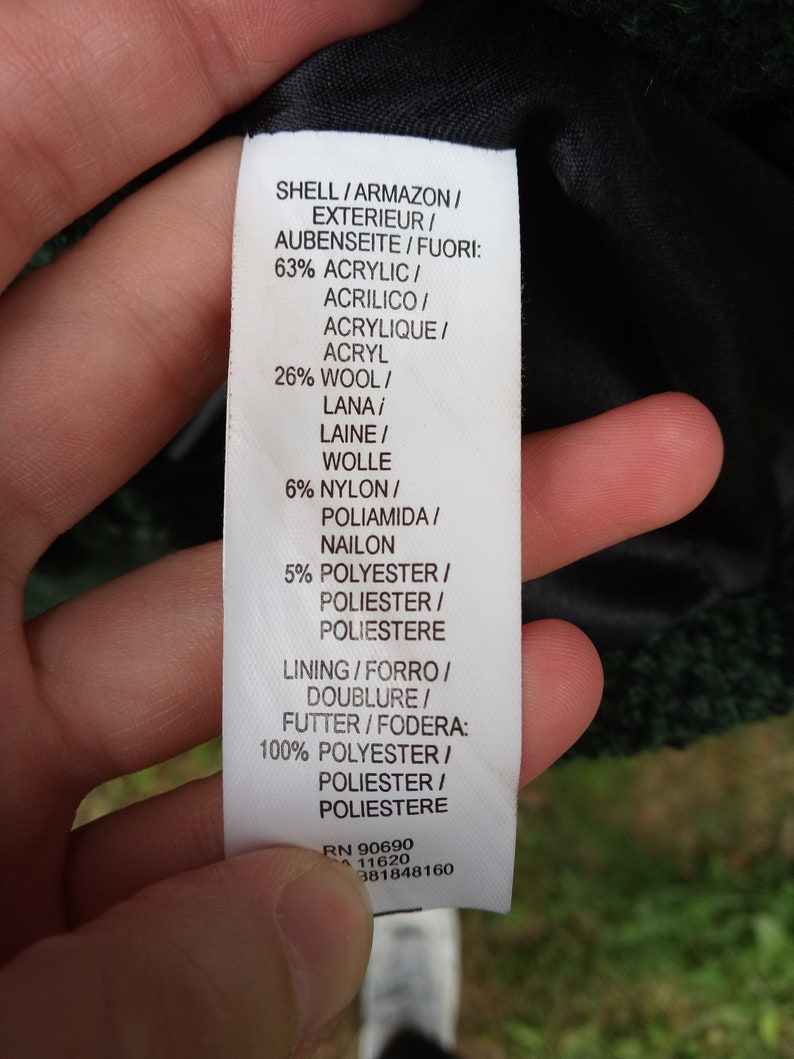 SHELL / ARMAZON /
EXTERIEUR /
AUBENSEITE / FUORI:
63% ACRYLIC /
ACRILICO /
ACRYLIQUE /
ACRYL
26% WOOL /
LANA /
LAINE /
WOLLE
6% NYLON /
POLIAMIDA /
NAILON
5% POLYESTER /
POLIESTER /
POLIESTERE
LINING / FORRO /
DOUBLURE /
FUTTER / FODERA:
100% POLYESTER /
POLIESTER /
POLIESTERE
RN 90690
11620